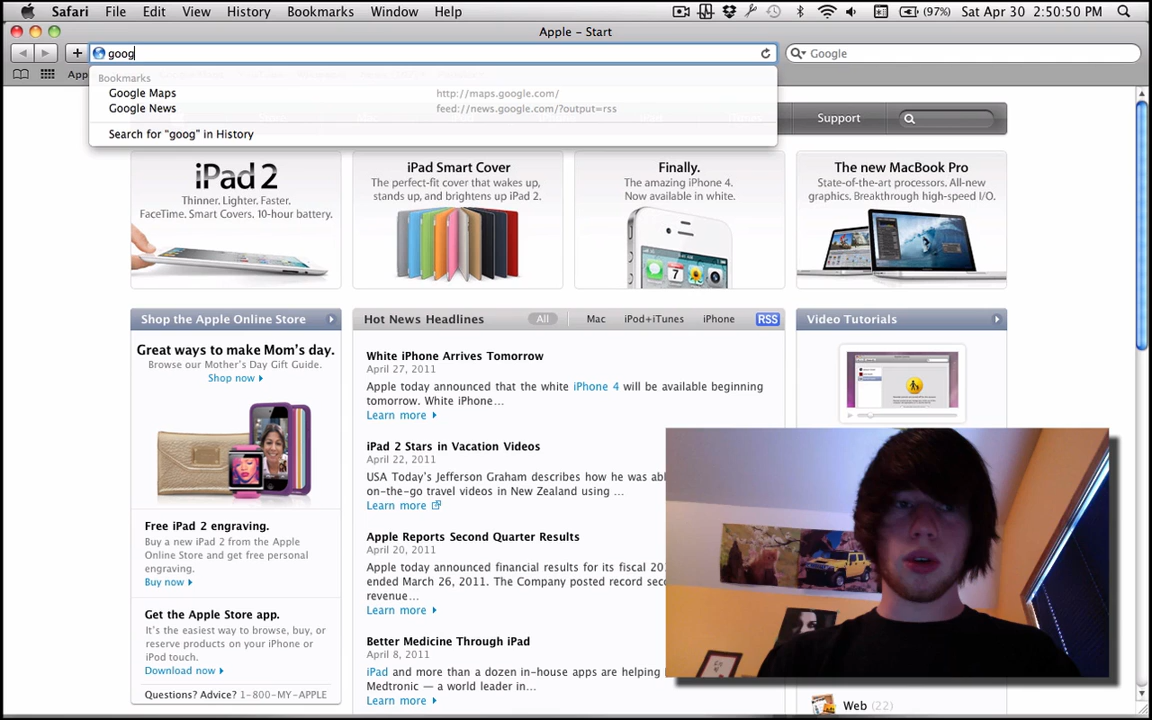 Safari File Edit View History Bookmarks Window Help
(97%) Sat Apr 30 2:50:50 PM
Apple – Start
goog
Google
App
Bookmarks
Google Maps http://maps.google.com/
Google News feed://news.google.com/?output=rss
Search for "goog" in History
Support
iPad 2
Thinner. Lighter. Faster.
FaceTime. Smart Covers. 10-hour battery.
iPad Smart Cover
The perfect-fit cover that wakes up,
stands up, and brightens up iPad 2.
Finally.
The amazing iPhone 4.
Now available in white.
The new MacBook Pro
State-of-the-art processors. All-new
graphics. Breakthrough high-speed I/O.
Shop the Apple Online Store
Great ways to make Mom's day.
Browse our Mother's Day Gift Guide.
Shop now
Free iPad 2 engraving.
Buy a new iPad 2 from the Apple
Online Store and get free personal
engraving.
Buy now
Get the Apple Store app.
It's the easiest way to browse, buy, or
reserve products on your iPhone or
iPod touch.
Download now
Questions? Advice? 1-800-MY-APPLE
Hot News Headlines All Mac iPod+iTunes iPhone RSS
White iPhone Arrives Tomorrow
April 27, 2011
Apple today announced that the white iPhone 4 will be available beginning
tomorrow. White iPhone…
Learn more
iPad 2 Stars in Vacation Videos
April 22, 2011
USA Today's Jefferson Graham describes how he was abl
on-the-go travel videos in New Zealand using …
Learn more
Apple Reports Second Quarter Results
April 20, 2011
Apple today announced financial results for its fiscal 20
ended March 26, 2011. The Company posted record sec
revenue…
Learn more
Better Medicine Through iPad
April 8, 2011
iPad and more than a dozen in-house apps are helping
Medtronic — a world leader in…
Learn more
Video Tutorials
Web (22)